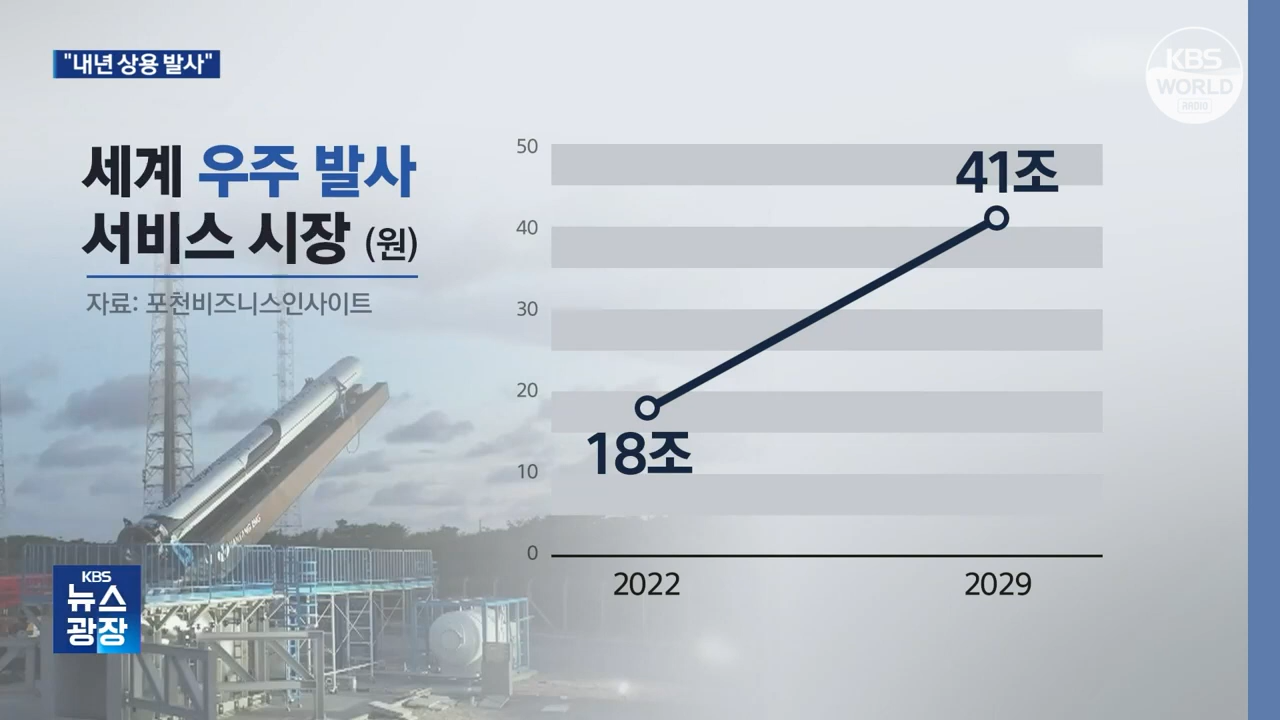 "내년 상용 발사"
KBS
WORLD
RADIO
세계 우주 발사
서비스 시장 (원)
자료: 포천비즈니스인사이트
50
40
30
20
10
0
41조
18조
2022
2029
KBS
뉴스
광장